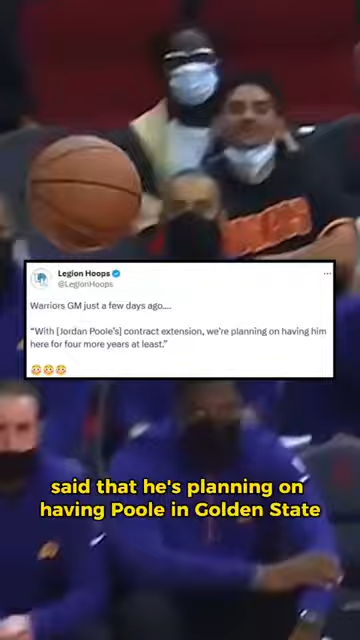 Legion Hoops
@LegionHoops
Warriors GM just a few days ago....
“With [Jordan Poole's] contract extension, we're planning on having him
here for four more years at least.”
said that he's planning on
having Poole in Golden State